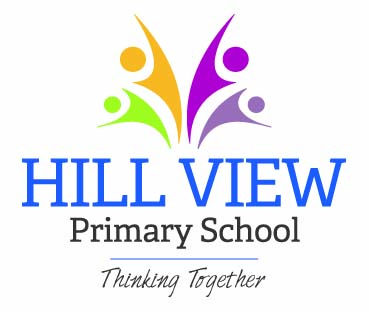 HILL VIEW
Primary School
Thinking Together